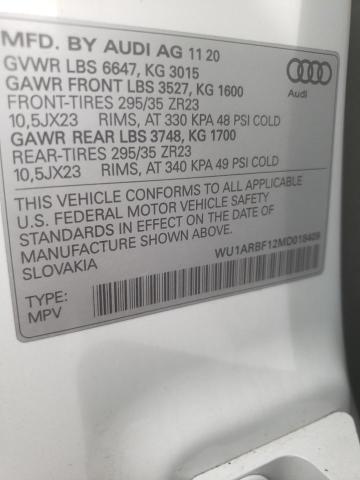 MFD. BY AUDI AG 11 20
GVWR LBS 6647, KG 3015
GAWR FRONT LBS 3527, KG 1600
FRONT-TIRES 295/35 ZR23
10,5JX23 RIMS, AT 330 KPA 48 PSI COLD
GAWR REAR LBS 3748, KG 1700
REAR-TIRES 295/35 ZR23
10,5JX23 RIMS, AT 340 KPA 49 PSI COLD
THIS VEHICLE CONFORMS TO ALL APPLICABLE
U.S. FEDERAL MOTOR VEHICLE SAFETY
STANDARDS IN EFFECT ON THE DATE OF
MANUFACTURE SHOWN ABOVE.
SLOVAKIA
WU1ARBF12MD018409
TYPE:
MPV